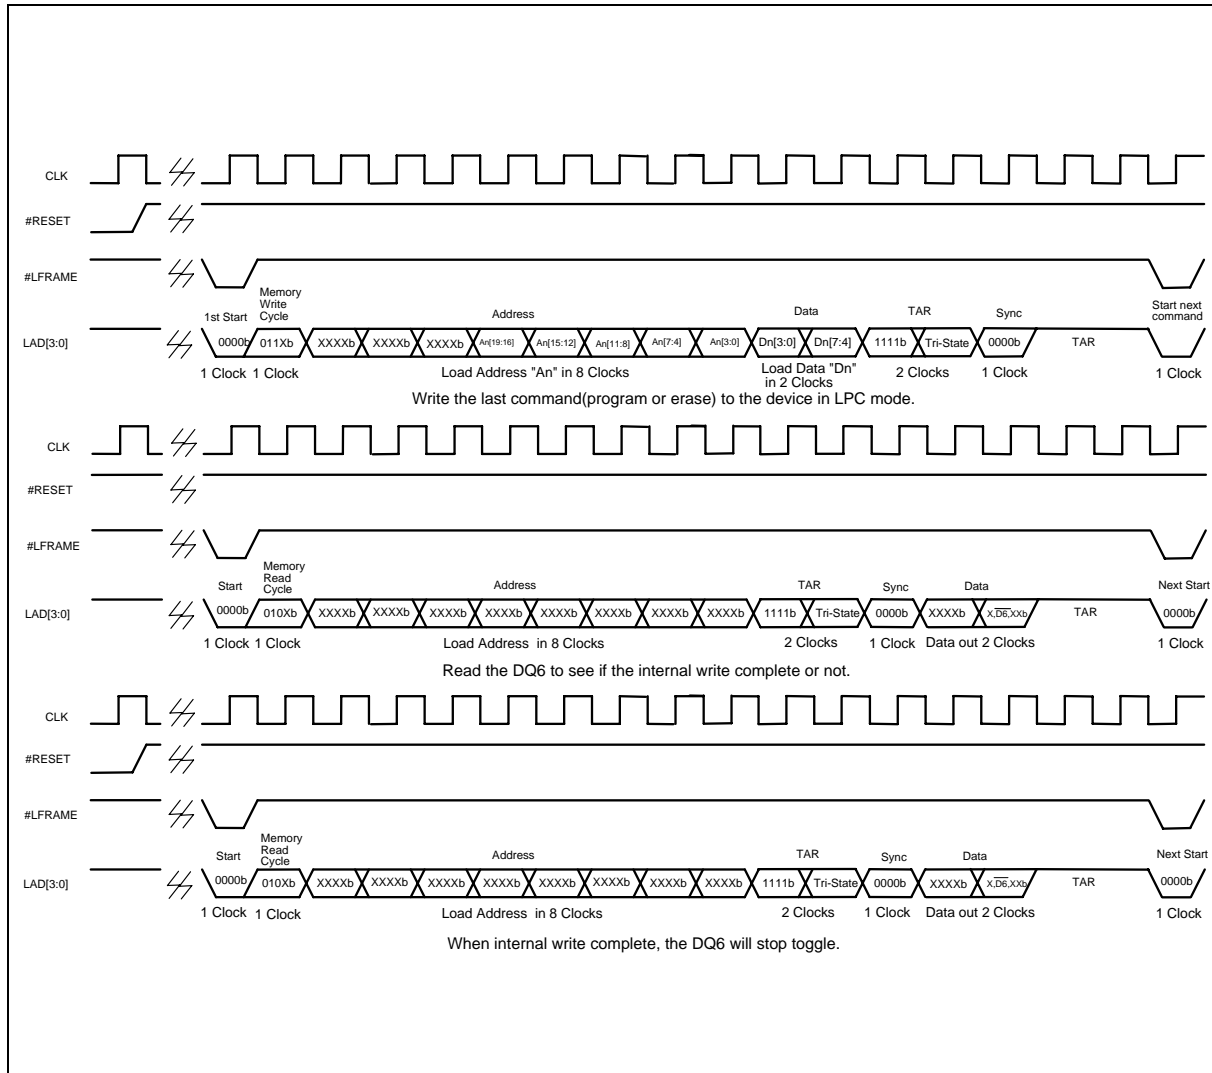 CLK
#RESET
#LFRAME
1st Start
Memory
Write
Cycle
Address
Data
TAR
Sync
Start next
command
LAD[3:0]
0000b 011Xb XXXXb XXXXb XXXXb An[19:16] An[15:12] An[11:8] An[7:4] An[3:0] Dn[3:0] Dn[7:4] 1111b Tri-State 0000b TAR
1 Clock 1 Clock Load Address "An" in 8 Clocks Load Data "Dn"
in 2 Clocks
2 Clocks 1 Clock 1 Clock
Write the last command(program or erase) to the device in LPC mode.
CLK
#RESET
#LFRAME
Start
Memory
Read
Cycle
Address
TAR
Sync
Data
Next Start
LAD[3:0]
0000b 010Xb XXXXb XXXXb XXXXb XXXXb XXXXb XXXXb XXXXb XXXXb 1111b Tri-State 0000b XXXXb X,D6,XXb TAR 0000b
1 Clock 1 Clock Load Address in 8 Clocks 2 Clocks 1 Clock Data out 2 Clocks 1 Clock
Read the DQ6 to see if the internal write complete or not.
CLK
#RESET
#LFRAME
Start
Memory
Read
Cycle
Address
TAR
Sync
Data
Next Start
LAD[3:0]
0000b 010Xb XXXXb XXXXb XXXXb XXXXb XXXXb XXXXb XXXXb XXXXb 1111b Tri-State 0000b XXXXb X,D6,XXb TAR 0000b
1 Clock 1 Clock Load Address in 8 Clocks 2 Clocks 1 Clock Data out 2 Clocks 1 Clock
When internal write complete, the DQ6 will stop toggle.